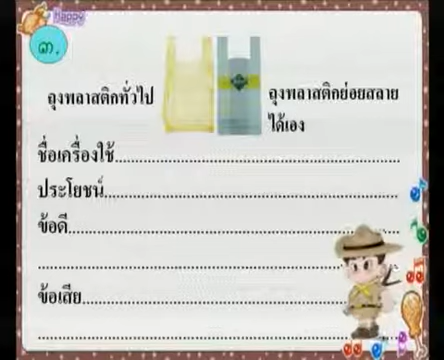 Happy
๓.
ถุงพลาสติกทั่วไป
ถุงพลาสติกย่อยสลาย
ได้เอง
ชื่อเครื่องใช้
ประโยชน์
ข้อดี
ข้อเสีย